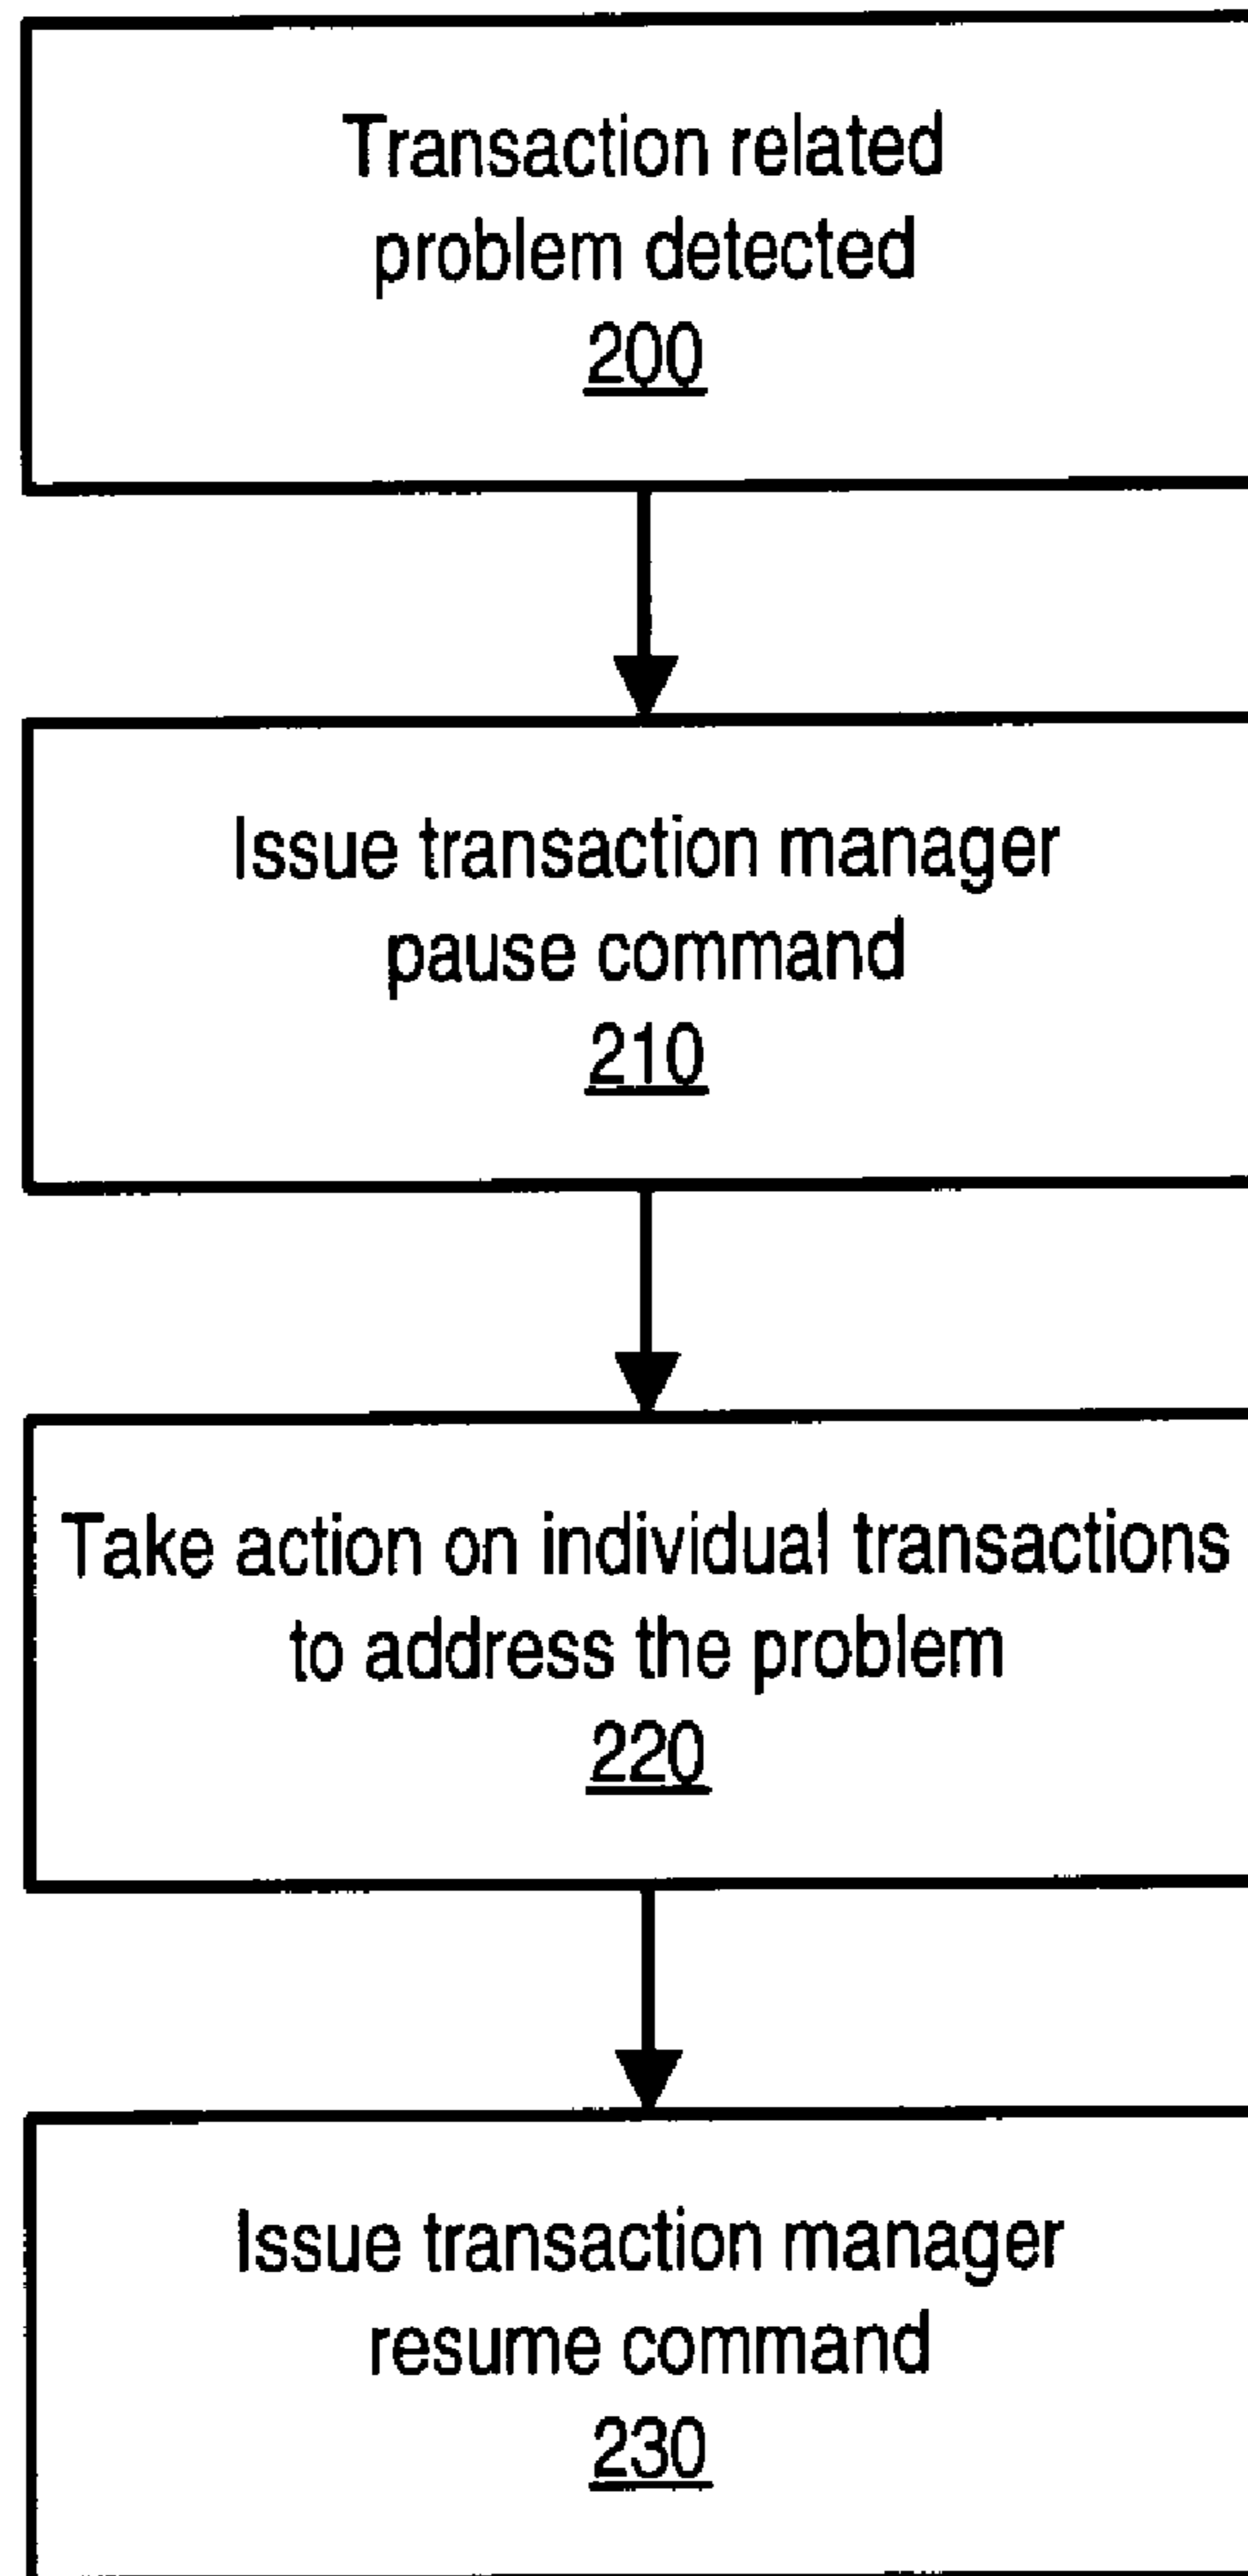 Transaction related
problem detected
200
Issue transaction manager
pause command
210
Take action on individual transactions
to address the problem
220
Issue transaction manager
resume command
230